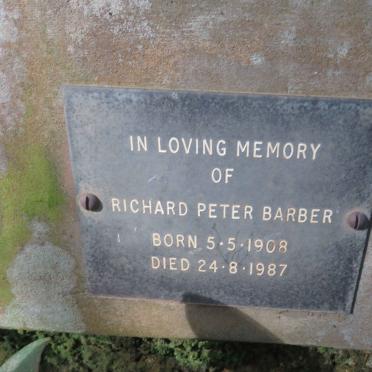 IN LOVING MEMORY
OF
RICHARD PETER BARBER
BORN 5·5·1908
DIED 24·8·1987